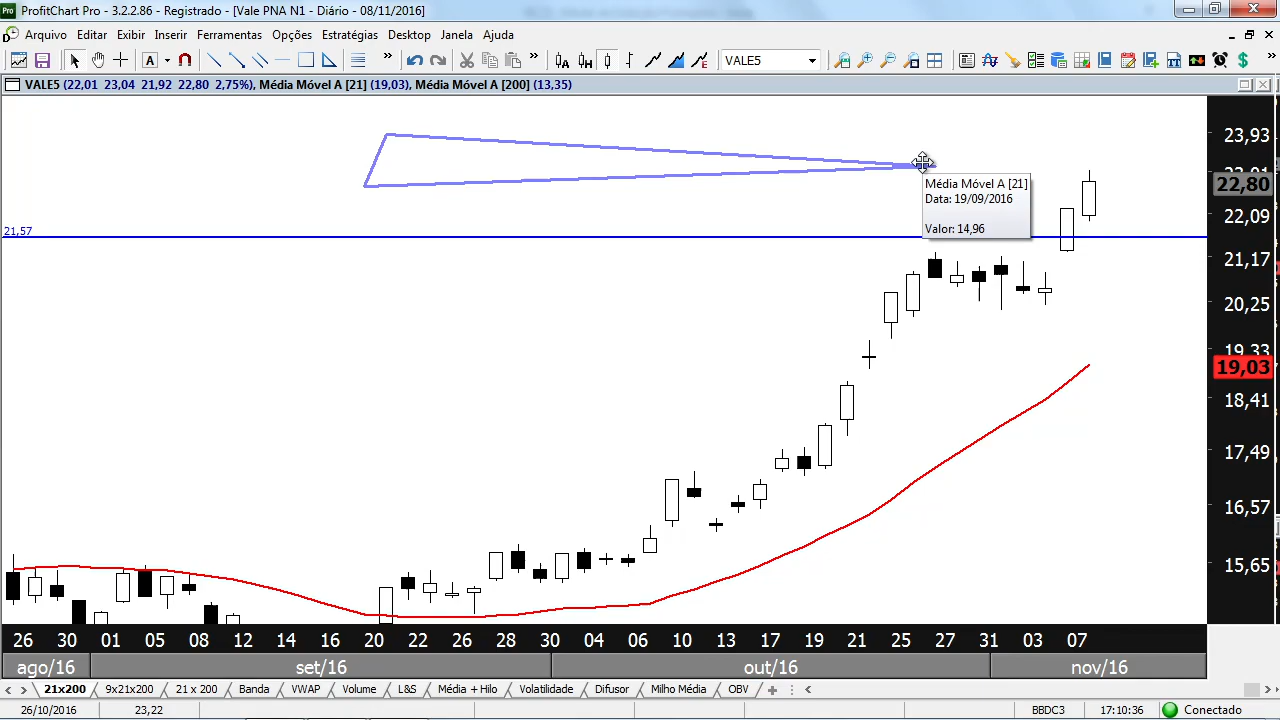 ProfitChart Pro - 3.2.2.86 - Registrado - [Vale PNA N1 - Diário - 08/11/2016]
Arquivo Editar Exibir Inserir Ferramentas Opções Estratégias Desktop Janela Ajuda
VALE5
VALE5 (22,01 23,04 21,92 22,80 2,75%), Média Móvel A [21] (19,03), Média Móvel A [200] (13,35)
23,93
22,80
22,09
21,57
21,17
20,25
19,33
19,03
18,41
17,49
16,57
15,65
Média Móvel A [21]
Data: 19/09/2016
Valor: 14,96
26 30 01 05 08 12 14 16 20 22 26 28 30 04 06 10 13 17 19 21 25 27 31 03 07
ago/16 set/16 out/16 nov/16
21x200 9x21x200 21 x 200 Banda VWAP Volume L&S Média + Hilo Volatilidade Difusor Milho Média OBV
26/10/2016 23,22 BBDC3 17:10:36 Conectado